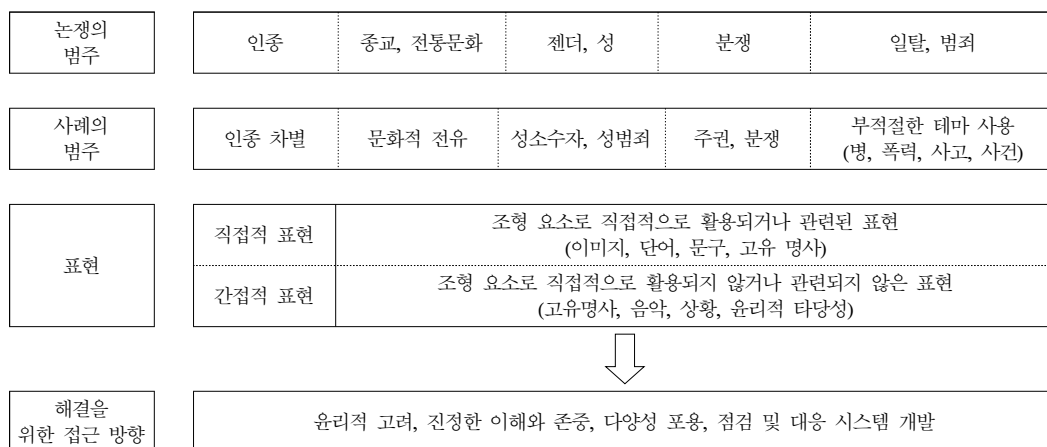 논쟁의
범주
인종
종교, 전통문화
젠더, 성
분쟁
일탈, 범죄
사례의
범주
인종 차별
문화적 전유
성소수자, 성범죄
주권, 분쟁
부적절한 테마 사용
(병, 폭력, 사고, 사건)
표현
직접적 표현
조형 요소로 직접적으로 활용되거나 관련된 표현
(이미지, 단어, 문구, 고유 명사)
간접적 표현
조형 요소로 직접적으로 활용되지 않거나 관련되지 않은 표현
(고유명사, 음악, 상황, 윤리적 타당성)
해결을
위한 접근 방향
윤리적 고려, 진정한 이해와 존중, 다양성 포용, 점검 및 대응 시스템 개발